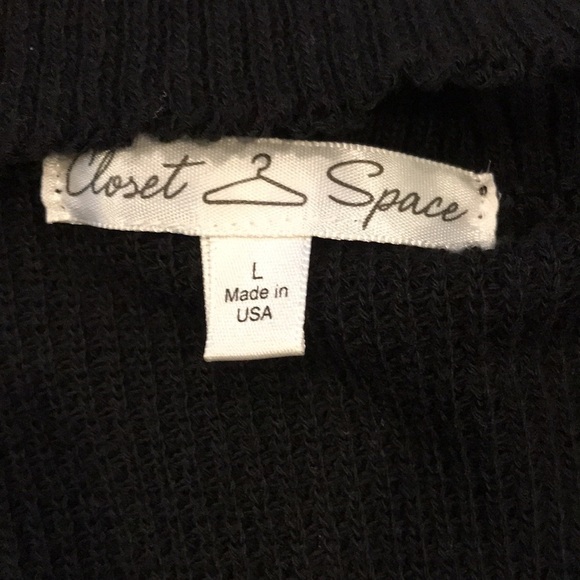 Closet Space
L
Made in
USA